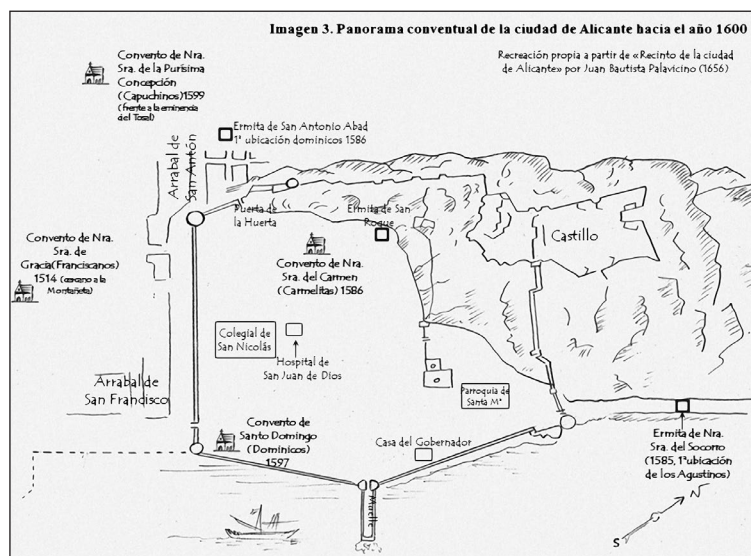 Imagen 3. Panorama conventual de la ciudad de Alicante hacia el año 1600
Recreación propia a partir de «Recinto de la ciudad
de Alicante» por Juan Bautista Palavicino (1656)
Convento de Nra.
Sra. de la Purísima
Concepción
(Capuchinos)1599
(frente a la eminencia
del Tosal)
Ermita de San Antonio Abad
1ª ubicación dominicos 1586
Arrabal de
San Antón
Puerta de
la Huerta
Ermita de San
Roque
Castillo
Convento de Nra.
Sra. de
Gracia(Franciscanos)
1514 (cercano a la
Montañeta)
Convento de Nra.
Sra. del Carmen
(Carmelitas) 1586
Colegial de
San Nicolás
Hospital de
San Juan de Dios
Arrabal de
San Francisco
Parroquia de
Santa Mª
Convento de
Santo Domingo
(Dominicos)
1597
Casa del Gobernador
Ermita de Nra.
Sra. del Socorro
(1585, 1ªubicación
de los Agustinos)
Muelle
N
S